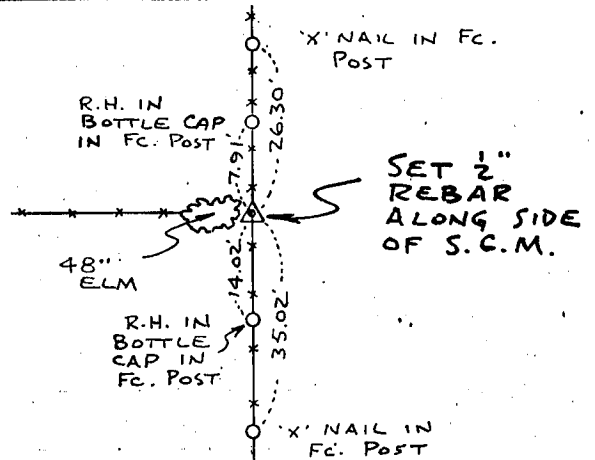 'X' NAIL IN FC.
POST
R.H. IN
BOTTLE CAP
IN FC. POST
7.91'
26.30'
SET 1/2"
REBAR
ALONG SIDE
OF S.C.M.
48"
ELM
14.02'
35.02'
R.H. IN
BOTTLE
CAP IN
FC. POST
'X' NAIL IN
FC. POST